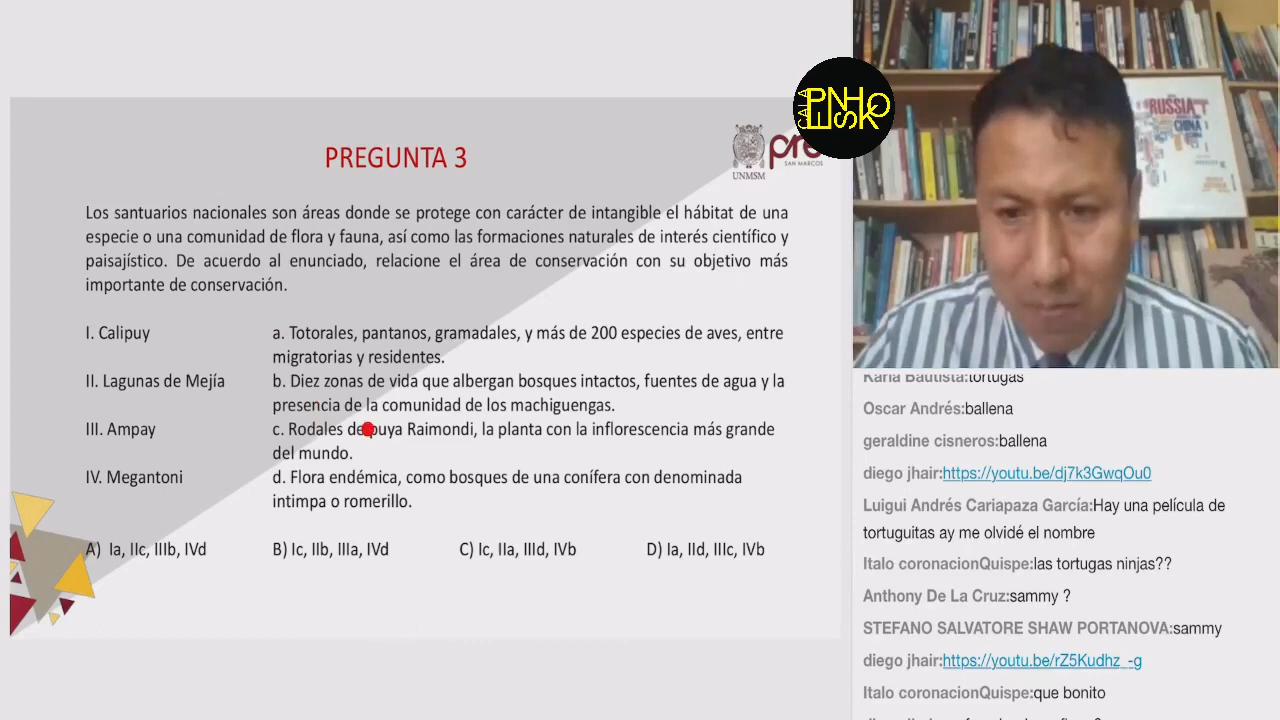 PREGUNTA 3
UNMSM
pre
SAN MARCOS
CALA
PNHO
ESK
Los santuarios nacionales son áreas donde se protege con carácter de intangible el hábitat de una
especie o una comunidad de flora y fauna, así como las formaciones naturales de interés científico y
paisajístico. De acuerdo al enunciado, relacione el área de conservación con su objetivo más
importante de conservación.
I. Calipuy
a. Totorales, pantanos, gramadales, y más de 200 especies de aves, entre
migratorias y residentes.
II. Lagunas de Mejía
b. Diez zonas de vida que albergan bosques intactos, fuentes de agua y la
presencia de la comunidad de los machiguengas.
III. Ampay
c. Rodales de puya Raimondi, la planta con la inflorescencia más grande
del mundo.
IV. Megantoni
d. Flora endémica, como bosques de una conífera con denominada
intimpa o romerillo.
A) Ia, IIc, IIIb, IVd
B) Ic, IIb, IIIa, IVd
C) Ic, IIa, IIId, IVb
D) Ia, IId, IIIc, IVb
RUSSIA
CHINA
Karla Bautista:tortugas
Oscar Andrés:ballena
geraldine cisneros:ballena
diego jhair:https://youtu.be/dj7k3GwqOu0
Luigui Andrés Cariapaza García:Hay una película de
tortuguitas ay me olvidé el nombre
Italo coronacionQuispe:las tortugas ninjas??
Anthony De La Cruz:sammy ?
STEFANO SALVATORE SHAW PORTANOVA:sammy
diego jhair:https://youtu.be/rZ5Kudhz_-g
Italo coronacionQuispe:que bonito